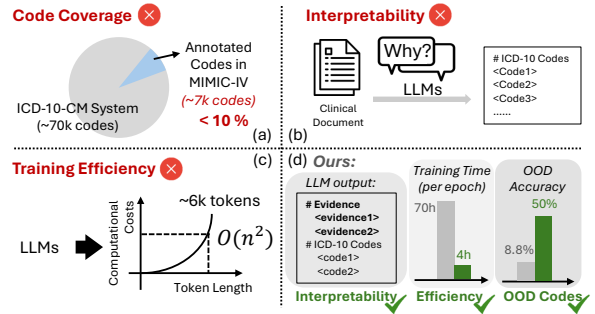 Code Coverage
Annotated
Codes in
MIMIC-IV
(~7k codes)
< 10 %
ICD-10-CM System
(~70k codes)
(a)
Interpretability
Why?
LLMs
Clinical
Document
# ICD-10 Codes
<Code1>
<Code2>
<Code3>
......
(b)
Training Efficiency
(c)
~6k tokens
O(n²)
LLMs
Computational
Costs
Token Length
(d)
Ours:
LLM output:
# Evidence
<evidence1>
<evidence2>
# ICD-10 Codes
<code1>
<code2>
Interpretability
Training Time
(per epoch)
70h
4h
Efficiency
OOD
Accuracy
50%
8.8%
OOD Codes